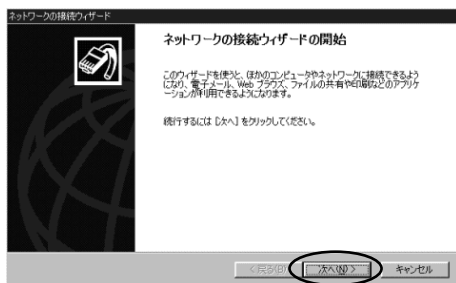 ネットワークの接続ウィザード
ネットワークの接続ウィザードの開始
このウィザードを使うと、ほかのコンピュータやネットワークに接続できるよう
になり、電子メール、Web ブラウズ、ファイルの共有や印刷などのアプリケ
ーションが利用できるようになります。
続行するには [次へ] をクリックしてください。
< 戻る(B)
次へ(N) >
キャンセル